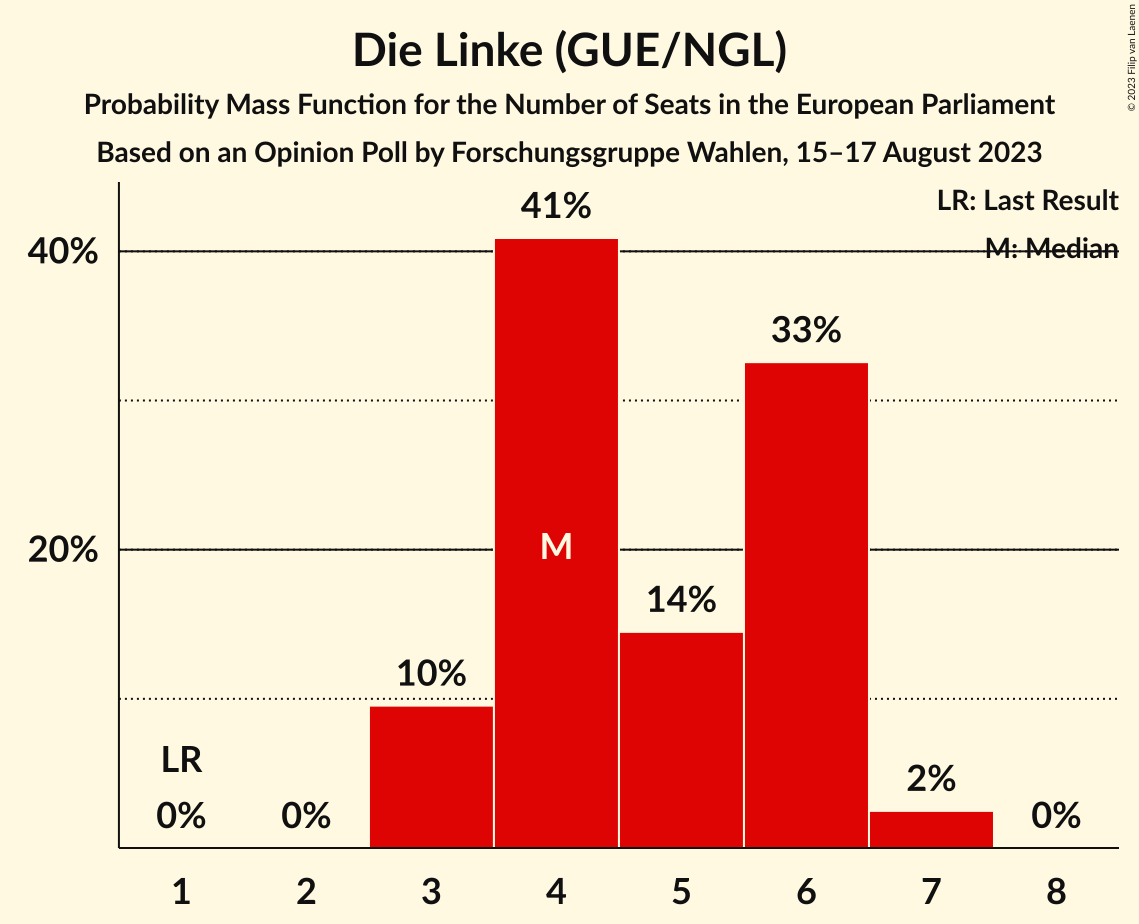 Die Linke (GUE/NGL)
Probability Mass Function for the Number of Seats in the European Parliament
Based on an Opinion Poll by Forschungsgruppe Wahlen, 15–17 August 2023
© 2023 Filip van Laenen
LR: Last Result
M: Median
41%
40%
33%
20%
M
14%
10%
LR
2%
0%
0%
0%
1 2 3 4 5 6 7 8